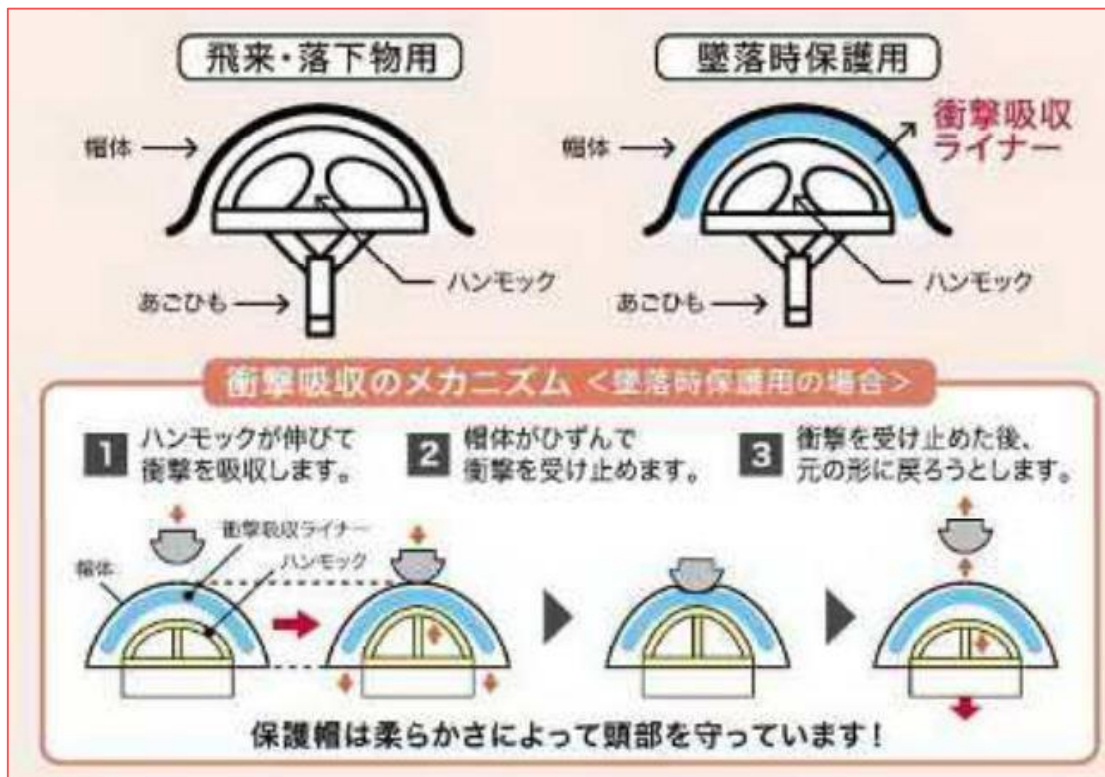 飛来・落下物用
墜落時保護用
帽体
ハンモック
あごひも
帽体
衝撃吸収
ライナー
ハンモック
あごひも
衝撃吸収のメカニズム <墜落時保護用の場合>
1 ハンモックが伸びて
衝撃を吸収します。
2 帽体がひずんで
衝撃を受け止めます。
3 衝撃を受け止めた後、
元の形に戻ろうとします。
衝撃吸収ライナー
ハンモック
帽体
保護帽は柔らかさによって頭部を守っています!